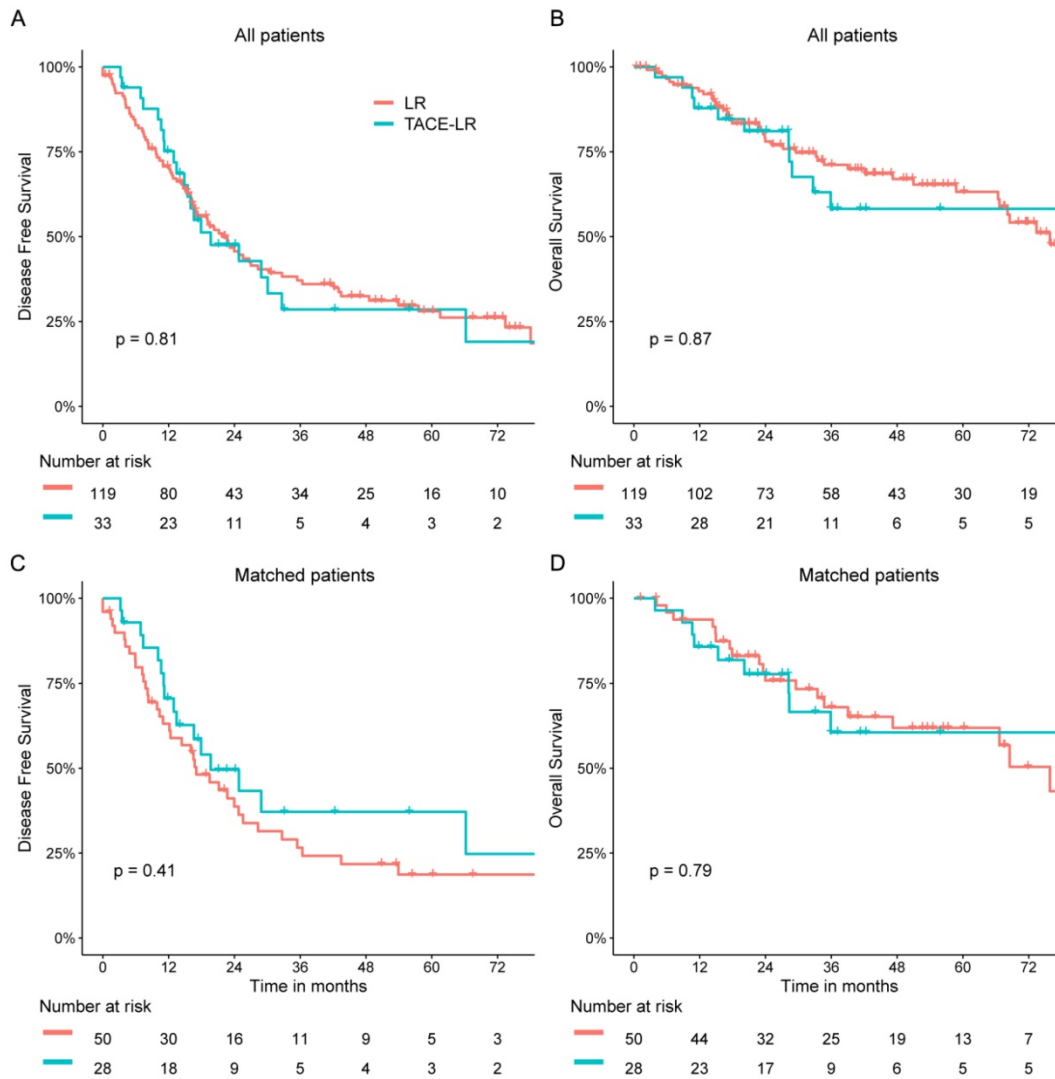 A
All patients
100%
75%
50%
25%
0%
Disease Free Survival
LR
TACE-LR
p = 0.81
0 12 24 36 48 60 72
Number at risk
119 80 43 34 25 16 10
33 23 11 5 4 3 2
B
All patients
100%
75%
50%
25%
0%
Overall Survival
p = 0.87
0 12 24 36 48 60 72
Number at risk
119 102 73 58 43 30 19
33 28 21 11 6 5 5
C
Matched patients
100%
75%
50%
25%
0%
Disease Free Survival
p = 0.41
0 12 24 36 48 60 72
Time in months
Number at risk
50 30 16 11 9 5 3
28 18 9 5 4 3 2
D
Matched patients
100%
75%
50%
25%
0%
Overall Survival
p = 0.79
0 12 24 36 48 60 72
Time in months
Number at risk
50 44 32 25 19 13 7
28 23 17 9 6 5 5